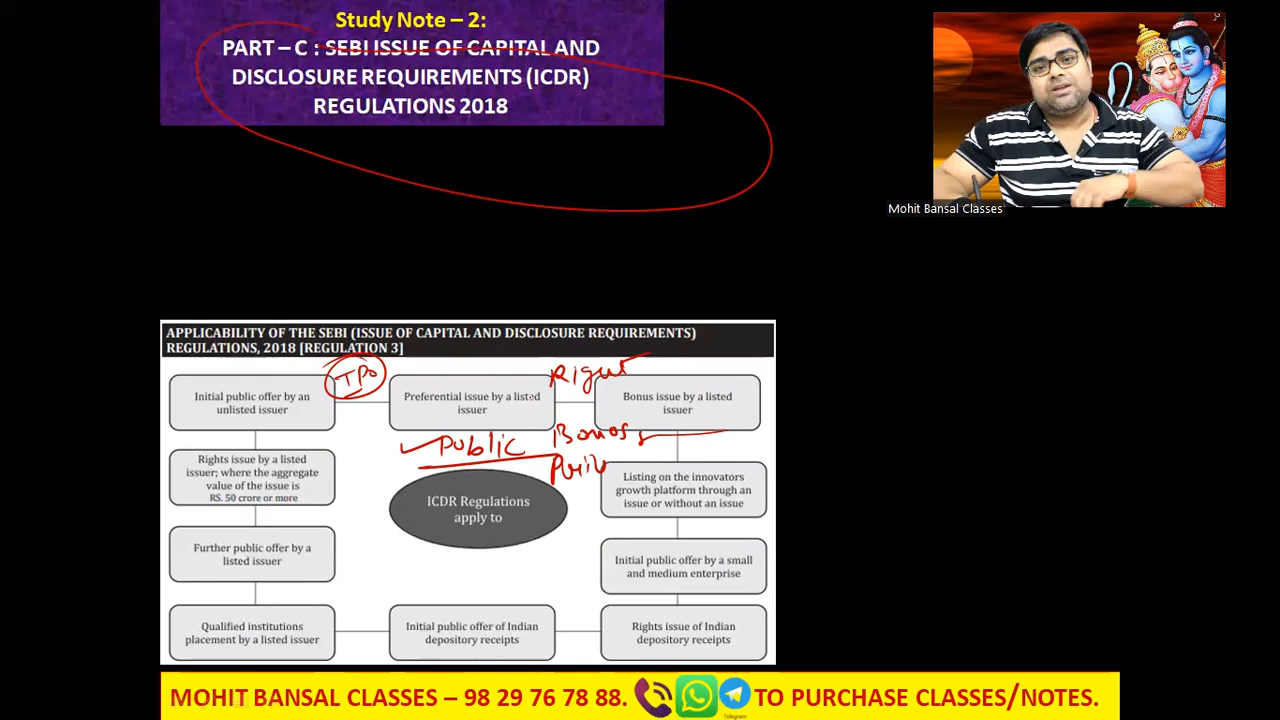 Study Note – 2:
PART – C : SEBI ISSUE OF CAPITAL AND
DISCLOSURE REQUIREMENTS (ICDR)
REGULATIONS 2018
Mohit Bansal Classes
APPLICABILITY OF THE SEBI (ISSUE OF CAPITAL AND DISCLOSURE REQUIREMENTS)
REGULATIONS, 2018 [REGULATION 3]
Initial public offer by an
unlisted issuer
IPO
Preferential issue by a listed
issuer
Right
Bonus issue by a listed
issuer
Public
Bonus
Rights issue by a listed
issuer; where the aggregate
value of the issue is
RS. 50 crore or more
ICDR Regulations
apply to
Listing on the innovators
growth platform through an
issue or without an issue
Further public offer by a
listed issuer
Initial public offer by a small
and medium enterprise
Qualified institutions
placement by a listed issuer
Initial public offer of Indian
depository receipts
Rights issue of Indian
depository receipts
MOHIT BANSAL CLASSES – 98 29 76 78 88.
TO PURCHASE CLASSES/NOTES.